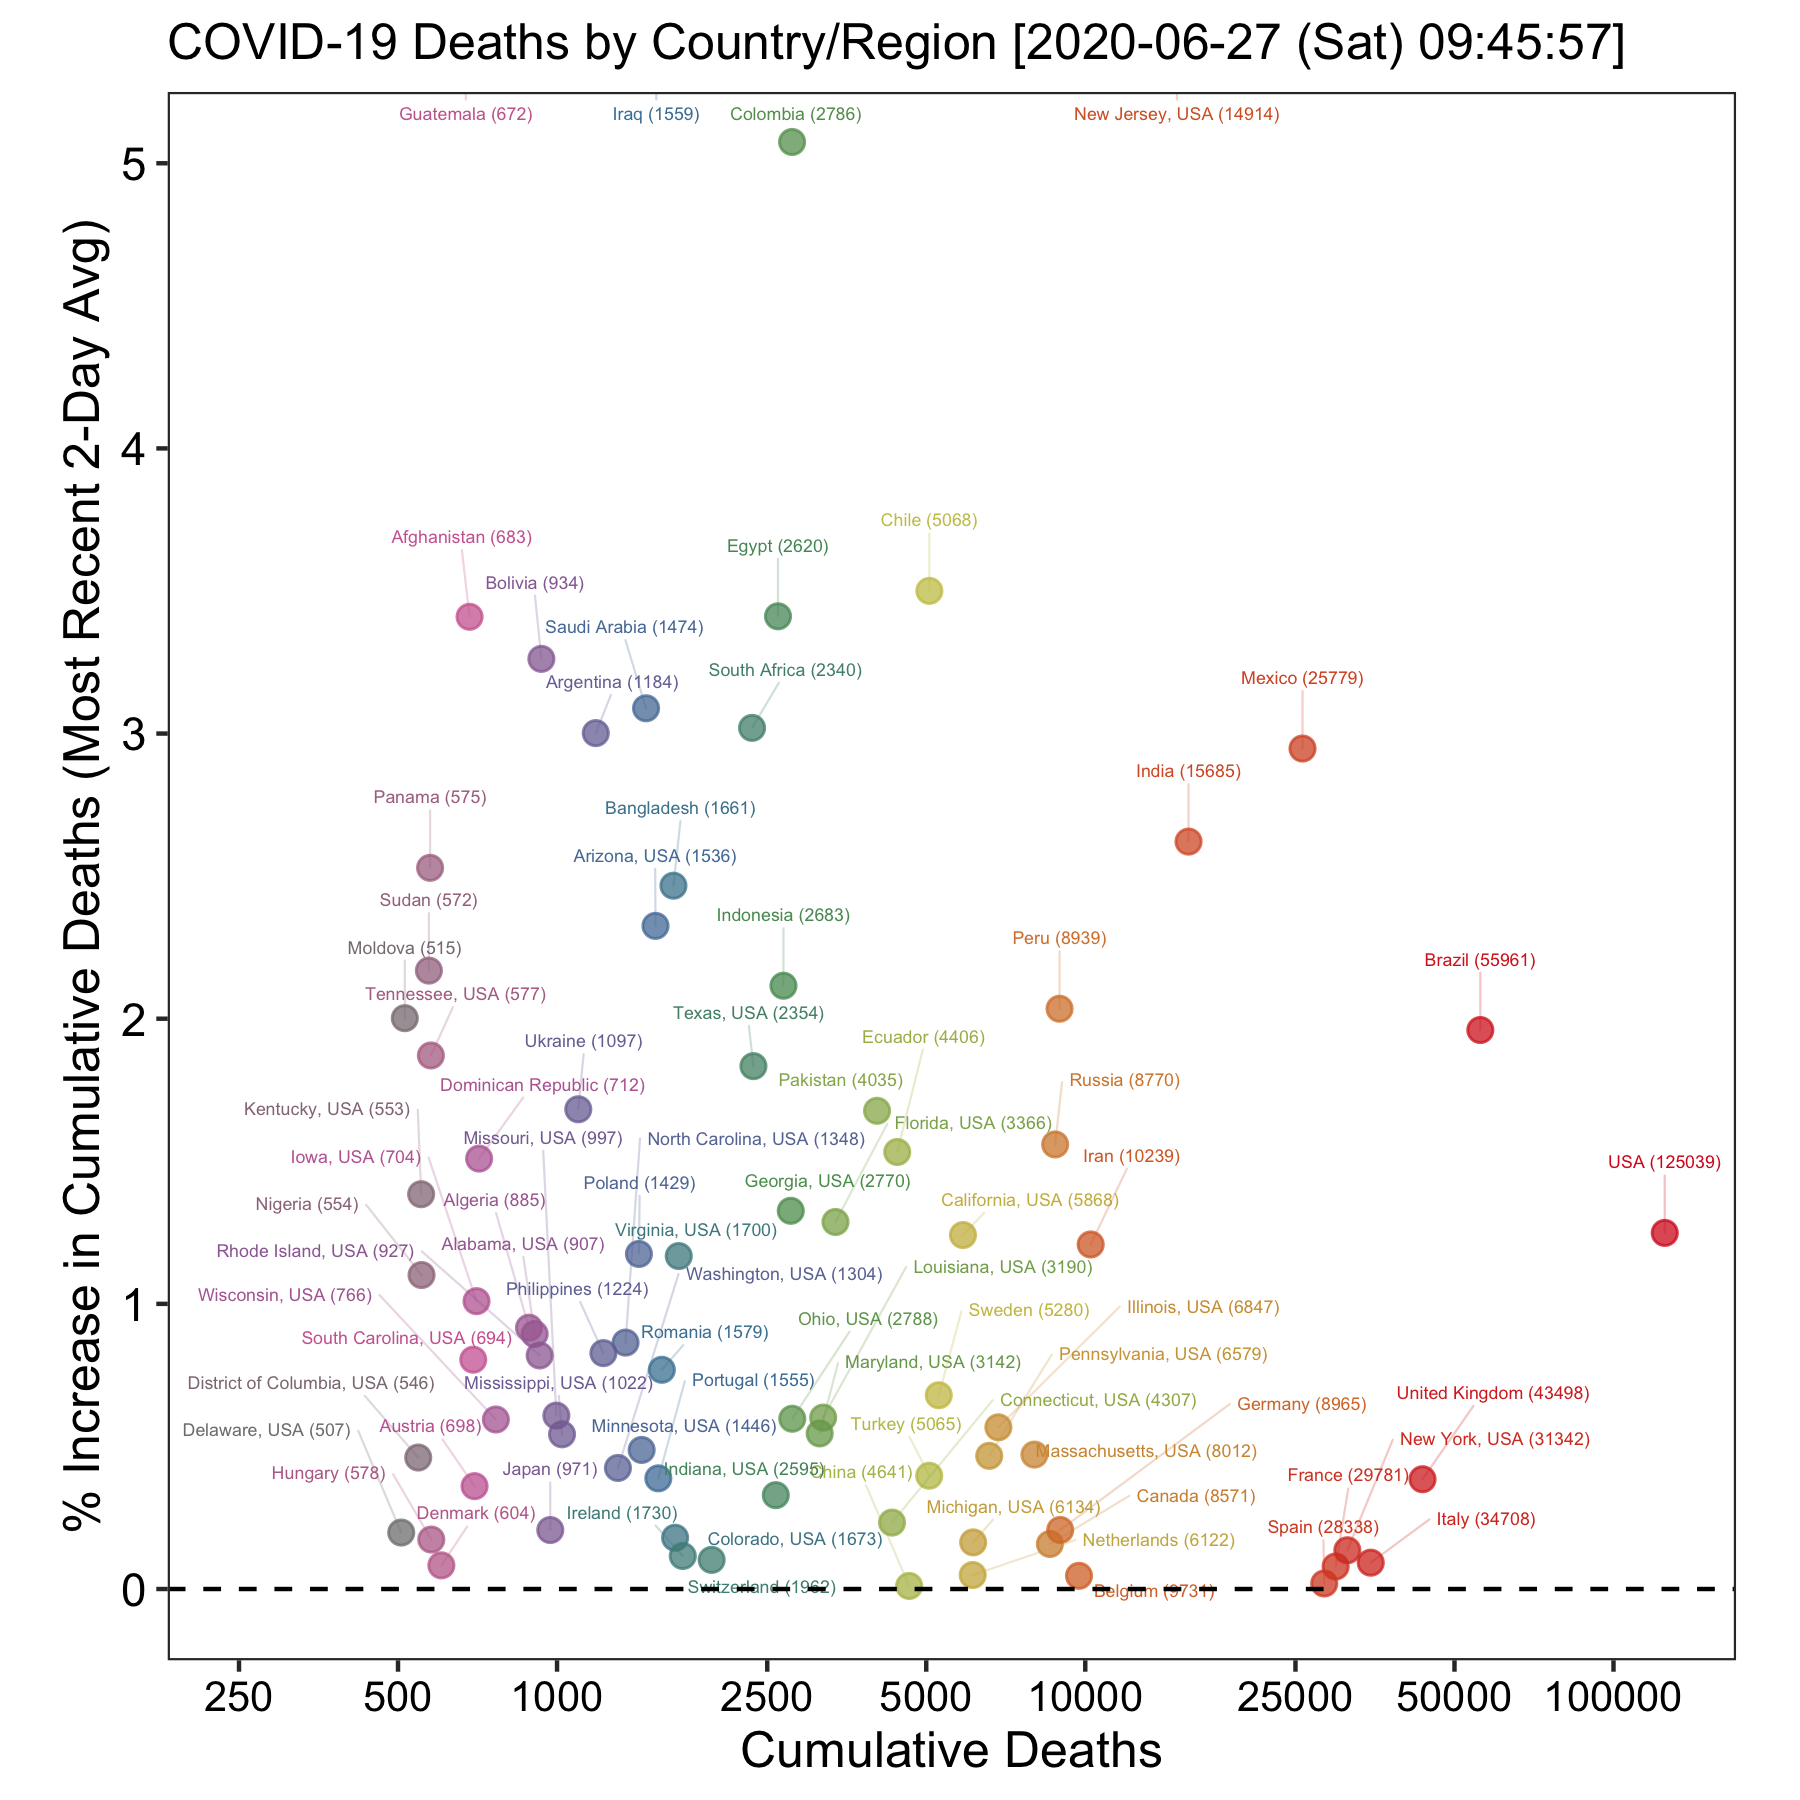 COVID-19 Deaths by Country/Region [2020-06-27 (Sat) 09:45:57]
Guatemala (672)
Iraq (1559)
Colombia (2786)
New Jersey, USA (14914)
5
4
Chile (5068)
Afghanistan (683)
Egypt (2620)
Bolivia (934)
Saudi Arabia (1474)
South Africa (2340)
Mexico (25779)
Argentina (1184)
3
India (15685)
Panama (575)
Bangladesh (1661)
Arizona, USA (1536)
Sudan (572)
Indonesia (2683)
Peru (8939)
Moldova (515)
Brazil (55961)
Tennessee, USA (577)
Texas, USA (2354)
2
Ecuador (4406)
Ukraine (1097)
Pakistan (4035)
Russia (8770)
Dominican Republic (712)
Kentucky, USA (553)
Florida, USA (3366)
Missouri, USA (997)
North Carolina, USA (1348)
Iowa, USA (704)
Iran (10239)
USA (125039)
Poland (1429)
Georgia, USA (2770)
Nigeria (554)
Algeria (885)
California, USA (5868)
Virginia, USA (1700)
Rhode Island, USA (927)
Alabama, USA (907)
Washington, USA (1304)
Louisiana, USA (3190)
Wisconsin, USA (766)
Philippines (1224)
1
Sweden (5280)
Illinois, USA (6847)
Ohio, USA (2788)
South Carolina, USA (694)
Romania (1579)
Maryland, USA (3142)
Pennsylvania, USA (6579)
District of Columbia, USA (546)
Mississippi, USA (1022)
Portugal (1555)
United Kingdom (43498)
Connecticut, USA (4307)
Germany (8965)
Delaware, USA (507)
Austria (698)
Minnesota, USA (1446)
Turkey (5065)
New York, USA (31342)
Massachusetts, USA (8012)
Hungary (578)
Japan (971)
Indiana, USA (2595)
China (4641)
France (29781)
Canada (8571)
Denmark (604)
Ireland (1730)
Michigan, USA (6134)
Italy (34708)
Spain (28338)
Colorado, USA (1673)
Netherlands (6122)
0
Switzerland (1962)
Belgium (9731)
250
500
1000
2500
5000
10000
25000
50000
100000
Cumulative Deaths
% Increase in Cumulative Deaths (Most Recent 2-Day Avg)